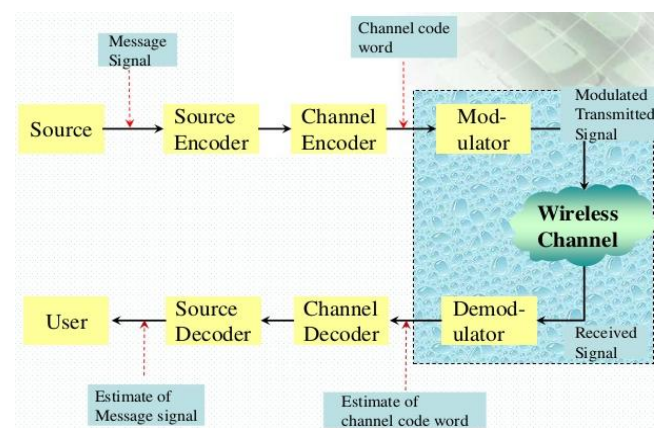 Message
Signal
Channel code
word
Source
Source
Encoder
Channel
Encoder
Mod-
ulator
Modulated
Transmitted
Signal
Wireless
Channel
User
Source
Decoder
Channel
Decoder
Demod-
ulator
Received
Signal
Estimate of
Message signal
Estimate of
channel code word